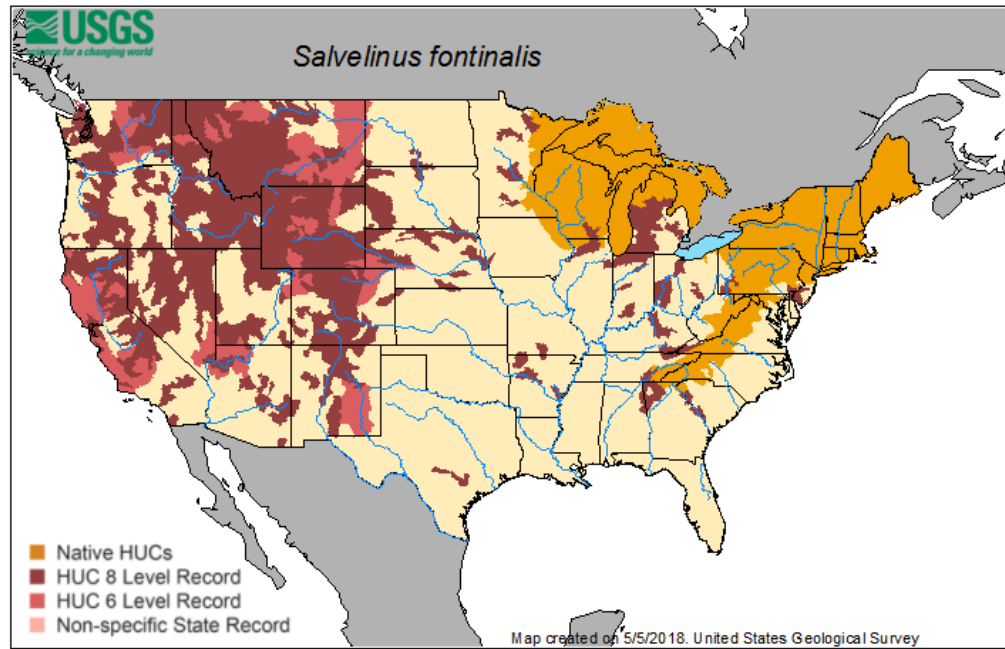 USGS
science for a changing world
Salvelinus fontinalis
Native HUCs
HUC 8 Level Record
HUC 6 Level Record
Non-specific State Record
Map created on 5/5/2018. United States Geological Survey